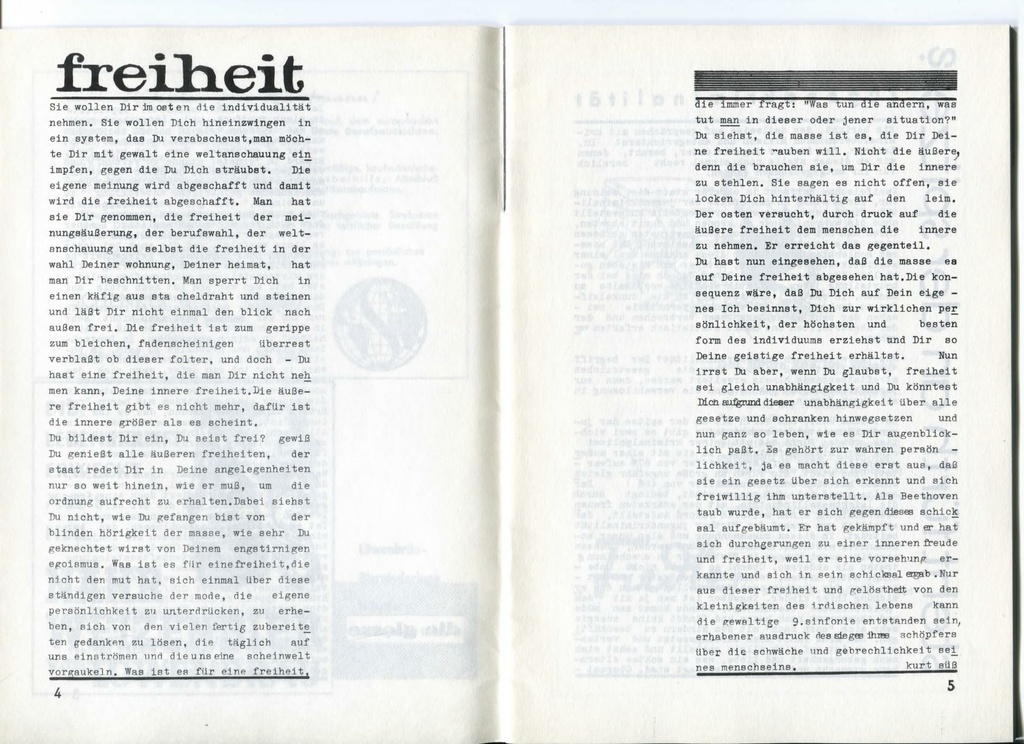 freiheit
Sie wollen Dir im osten die individualität
nehmen. Sie wollen Dich hineinzwingen in
ein system, das Du verabscheust,man möch-
te Dir mit gewalt eine weltanschauung ein
impfen, gegen die Du Dich sträubst. Die
eigene meinung wird abgeschafft und damit
wird die freiheit abgeschafft. Man hat
sie Dir genommen, die freiheit der mei-
nungsäußerung, der berufswahl, der welt-
anschauung und selbst die freiheit in der
wahl Deiner wohnung, Deiner heimat, hat
man Dir beschnitten. Man sperrt Dich in
einen käfig aus sta cheldraht und steinen
und läßt Dir nicht einmal den blick nach
außen frei. Die freiheit ist zum gerippe
zum bleichen, fadenscheinigen überrest
verblaßt ob dieser folter, und doch - Du
hast eine freiheit, die man Dir nicht neh
men kann, Deine innere freiheit.Die äuße-
re freiheit gibt es nicht mehr, dafür ist
die innere größer als es scheint.
Du bildest Dir ein, Du seist frei? gewiß
Du genießt alle äußeren freiheiten, der
staat redet Dir in Deine angelegenheiten
nur so weit hinein, wie er muß, um die
ordnung aufrecht zu erhalten.Dabei siehst
Du nicht, wie Du gefangen bist von der
blinden hörigkeit der masse, wie sehr Du
geknechtet wirst von Deinem engstirnigen
egoismus. Was ist es für einefreiheit,die
nicht den mut hat, sich einmal über diese
ständigen versuche der mode, die eigene
persönlichkeit zu unterdrücken, zu erhe-
ben, sich von den vielen fertig zubereite
ten gedanken zu lösen, die täglich auf
uns einströmen und die uns eine scheinwelt
vorgaukeln. Was ist es für eine freiheit,
4
die immer fragt: "Was tun die andern, was
tut man in dieser oder jener situation?"
Du siehst, die masse ist es, die Dir Dei-
ne freiheit rauben will. Nicht die äußere,
denn die brauchen sie, um Dir die innere
zu stehlen. Sie sagen es nicht offen, sie
locken Dich hinterhältig auf den leim.
Der osten versucht, durch druck auf die
äußere freiheit dem menschen die innere
zu nehmen. Er erreicht das gegenteil.
Du hast nun eingesehen, daß die masse es
auf Deine freiheit abgesehen hat.Die kon-
sequenz wäre, daß Du Dich auf Dein eige -
nes Ich besinnst, Dich zur wirklichen per
sönlichkeit, der höchsten und besten
form des individuums erziehst und Dir so
Deine geistige freiheit erhältst. Nun
irrst Du aber, wenn Du glaubst, freiheit
sei gleich unabhängigkeit und Du könntest
Dich aufgrund dieser unabhängigkeit über alle
gesetze und schranken hinwegsetzen und
nun ganz so leben, wie es Dir augenblick-
lich paßt. Es gehört zur wahren persön -
lichkeit, ja es macht diese erst aus, daß
sie ein gesetz über sich erkennt und sich
freiwillig ihm unterstellt. Als Beethoven
taub wurde, hat er sich gegen dieses schick
sal aufgebäumt. Er hat gekämpft und er hat
sich durchgerungen zu einer inneren freude
und freiheit, weil er eine vorsehung er-
kannte und sich in sein schicksal ergab.Nur
aus dieser freiheit und gelöstheit von den
kleinigkeiten des irdischen lebens kann
die gewaltige 9.sinfonie entstanden sein,
erhabener ausdruck des sieges ihres schöpfers
über die schwäche und gebrechlichkeit sei
nes menschseins. kurt süß
5